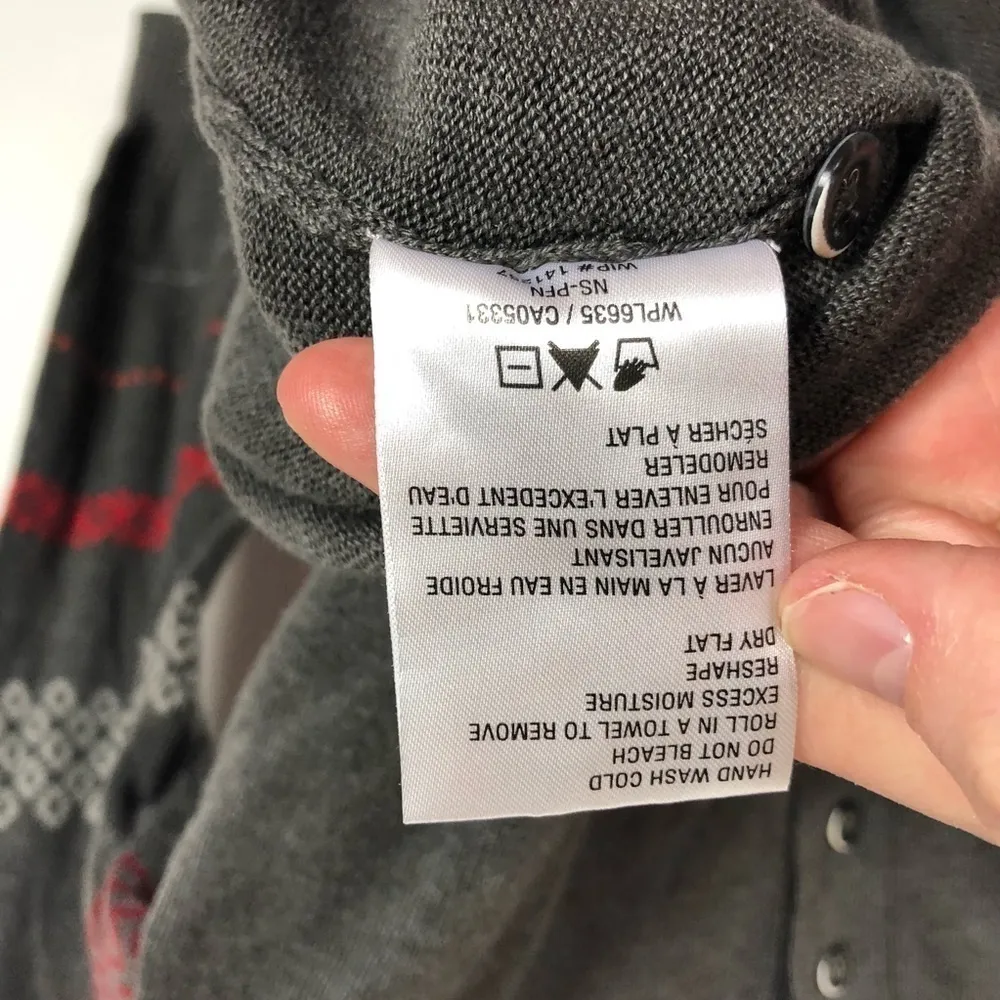 HAND WASH COLD
DO NOT BLEACH
ROLL IN A TOWEL TO REMOVE
EXCESS MOISTURE
RESHAPE
DRY FLAT
LAVER À LA MAIN EN EAU FROIDE
AUCUN JAVELISANT
ENROULLER DANS UNE SERVIETTE
POUR ENLEVER L'EXCEDENT D'EAU
REMODELER
SÉCHER À PLAT
WPL6635 / CA05331
NS-PFN
WIP#